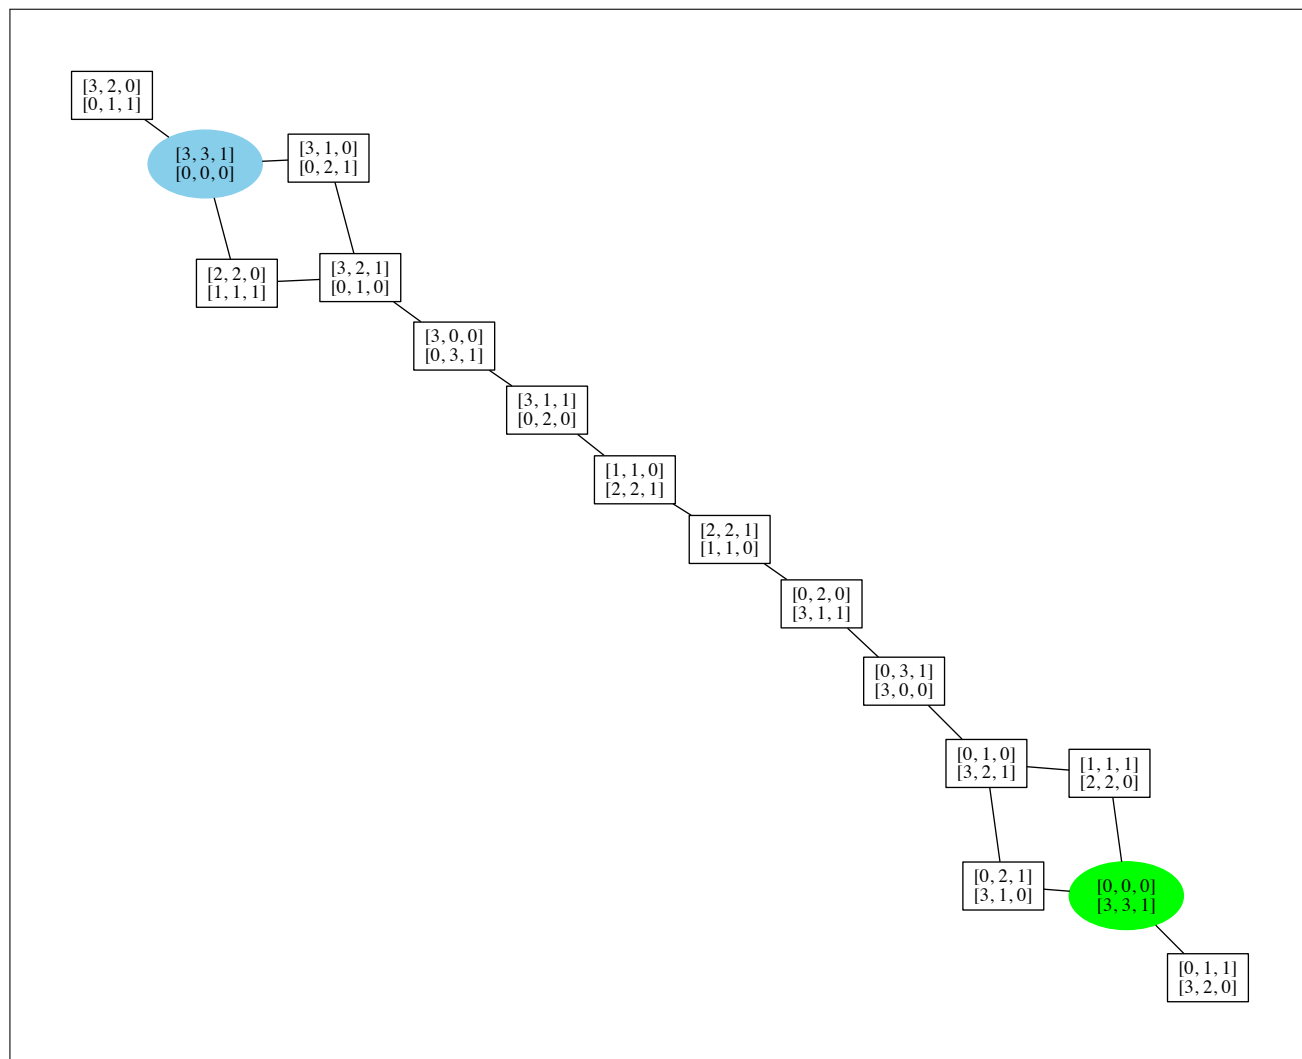 [3, 2, 0]
[0, 1, 1]
[3, 3, 1]
[0, 0, 0]
[3, 1, 0]
[0, 2, 1]
[2, 2, 0]
[1, 1, 1]
[3, 2, 1]
[0, 1, 0]
[3, 0, 0]
[0, 3, 1]
[3, 1, 1]
[0, 2, 0]
[1, 1, 0]
[2, 2, 1]
[2, 2, 1]
[1, 1, 0]
[0, 2, 0]
[3, 1, 1]
[0, 3, 1]
[3, 0, 0]
[0, 1, 0]
[3, 2, 1]
[1, 1, 1]
[2, 2, 0]
[0, 2, 1]
[3, 1, 0]
[0, 0, 0]
[3, 3, 1]
[0, 1, 1]
[3, 2, 0]